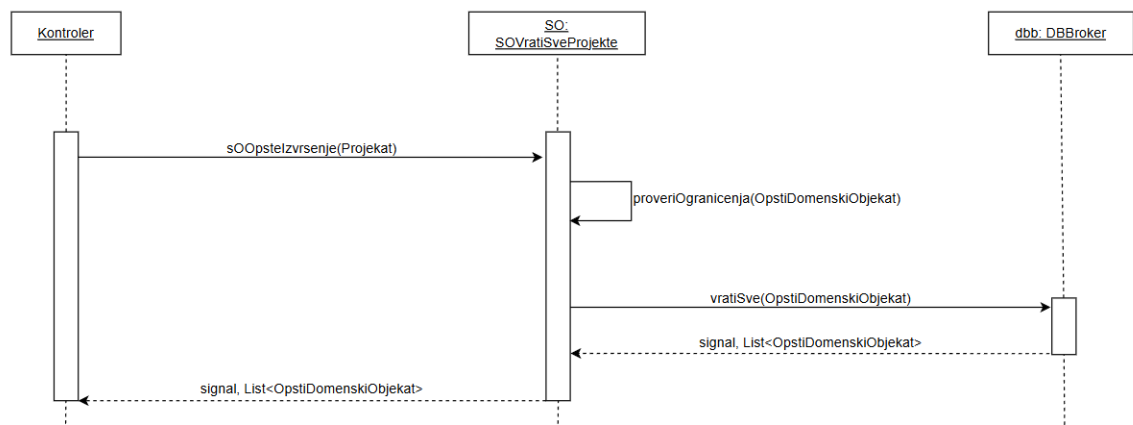 Kontroler
SO:
SOVratiSveProjekte
dbb: DBBroker
sOOpsteIzvrsenje(Projekat)
proveriOgranicenja(OpstiDomenskiObjekat)
vratiSve(OpstiDomenskiObjekat)
signal, List<OpstiDomenskiObjekat>
signal, List<OpstiDomenskiObjekat>